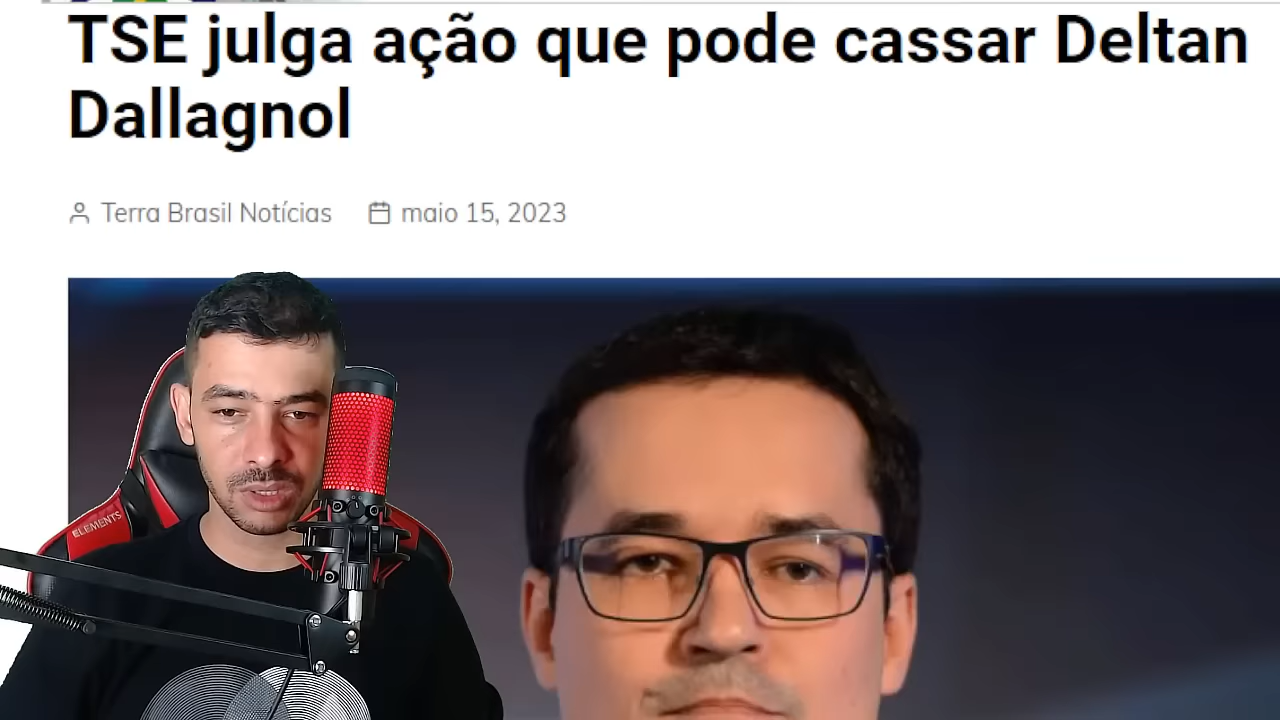 TSE julga ação que pode cassar Deltan
Dallagnol
Terra Brasil Notícias maio 15, 2023
ELEMENTS